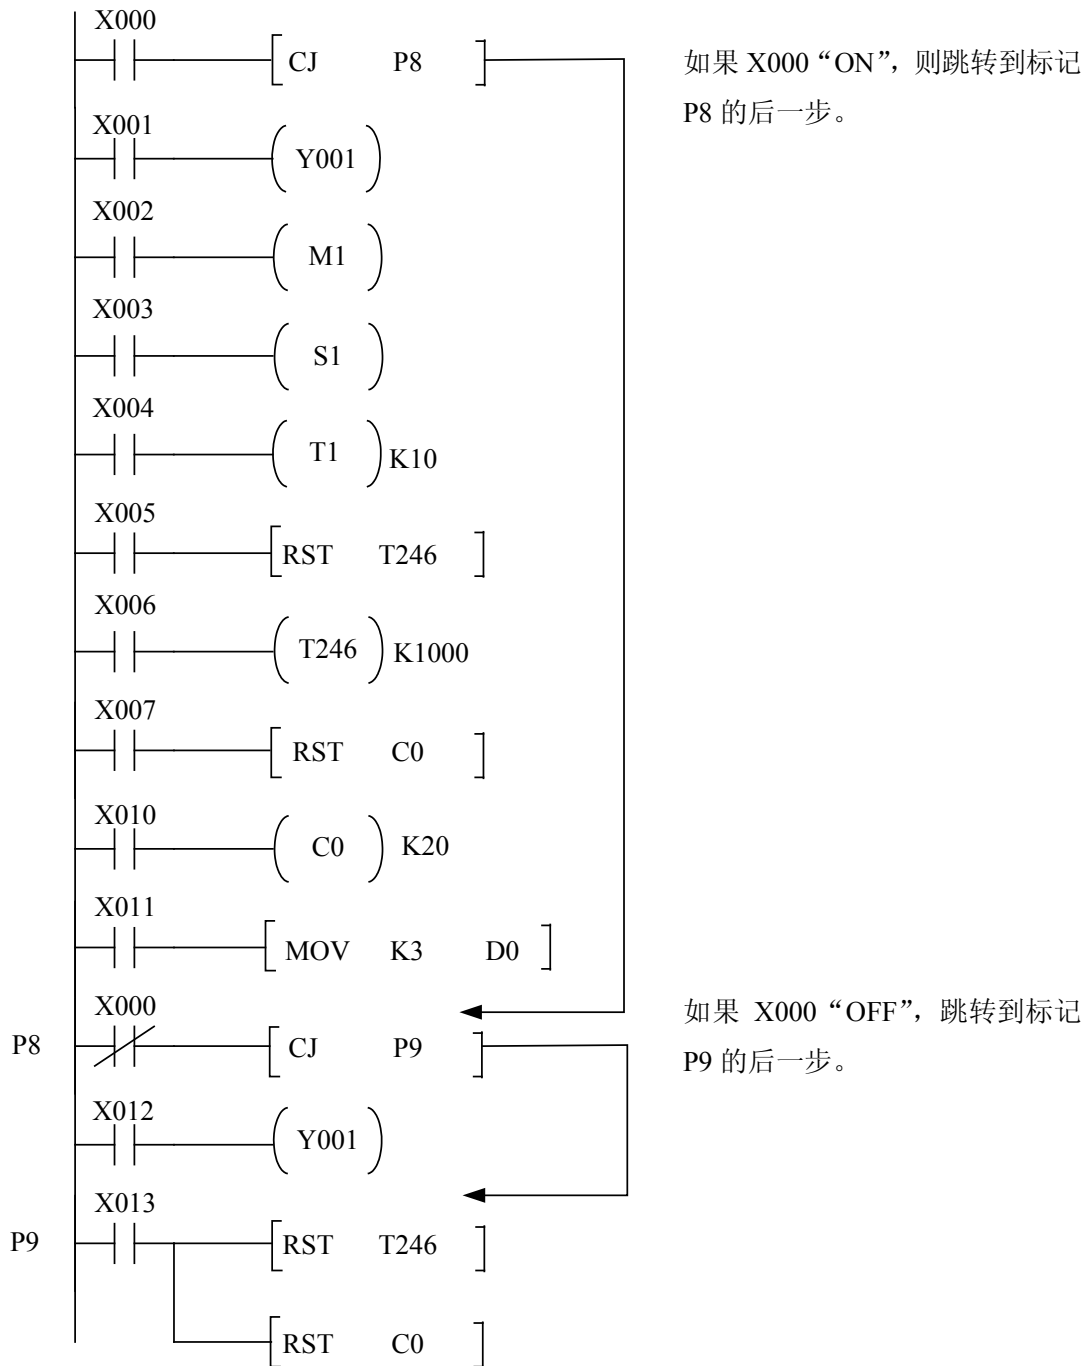 X000
CJ P8
如果 X000 “ON”，则跳转到标记
P8 的后一步。
X001
Y001
X002
M1
X003
S1
X004
T1 K10
X005
RST T246
X006
T246 K1000
X007
RST C0
X010
C0 K20
X011
MOV K3 D0
X000
P8 CJ P9
如果 X000 “OFF”，跳转到标记
P9 的后一步。
X012
Y001
X013
P9 RST T246
RST C0